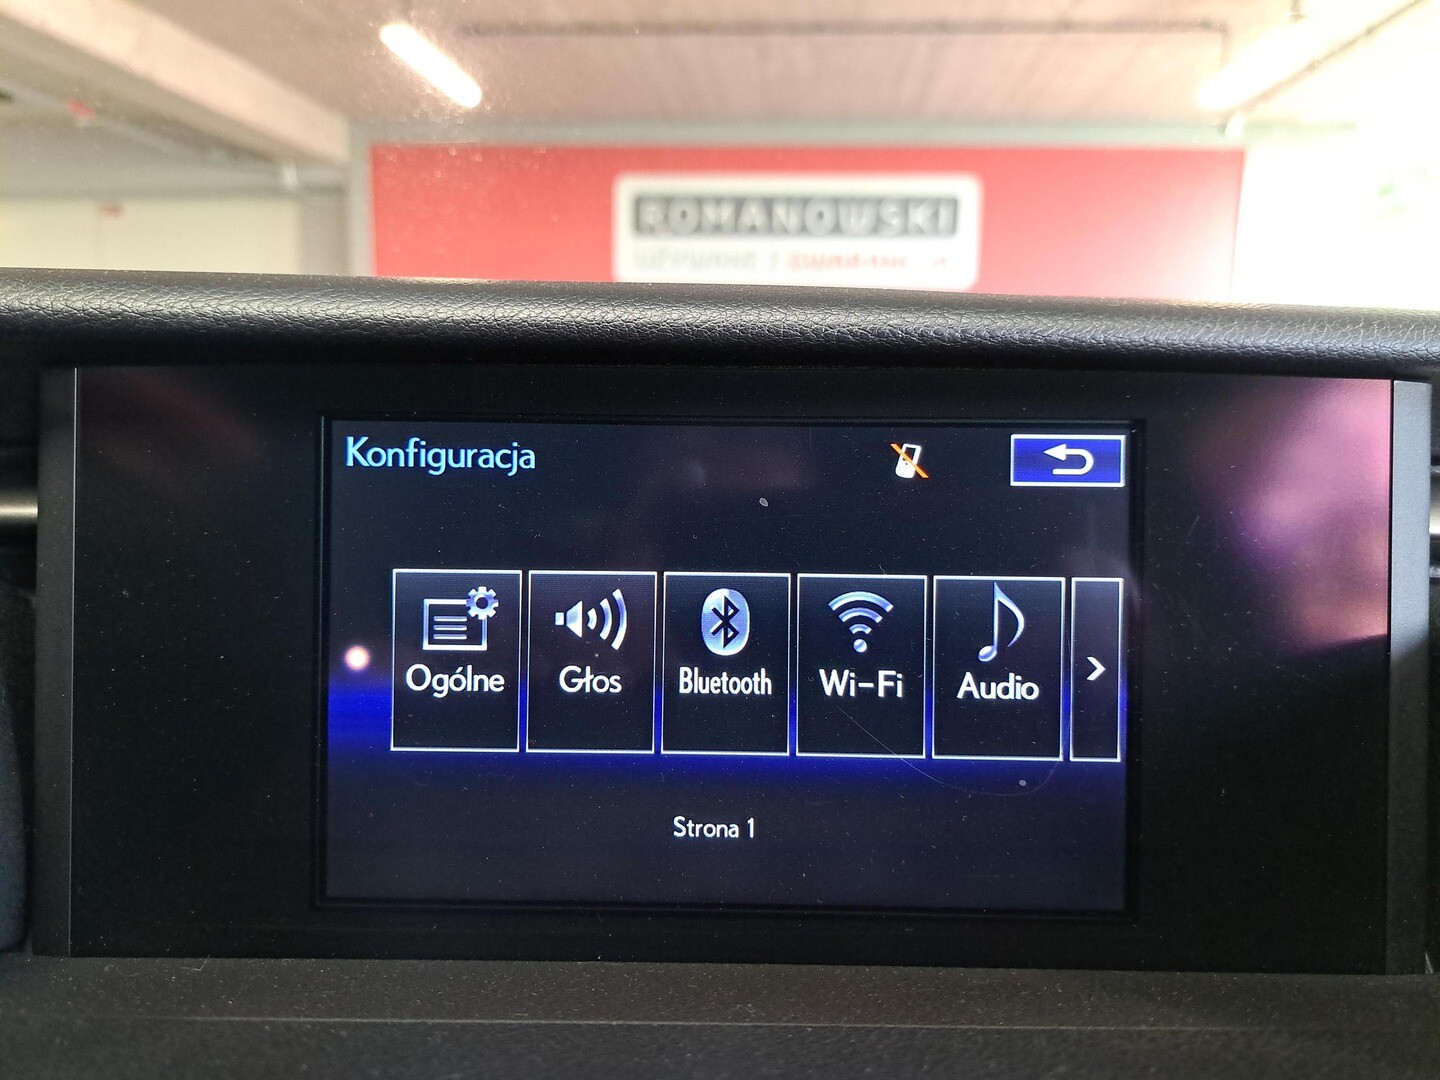 ROMANOWSKI
Konfiguracja
Ogólne
Głos
Bluetooth
Wi-Fi
Audio
Strona 1